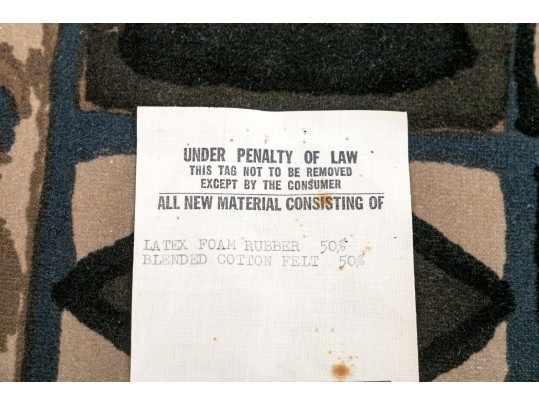 UNDER PENALTY OF LAW
THIS TAG NOT TO BE REMOVED
EXCEPT BY THE CONSUMER
ALL NEW MATERIAL CONSISTING OF
LATEX FOAM RUBBER 50%
BLENDED COTTON FELT 50%